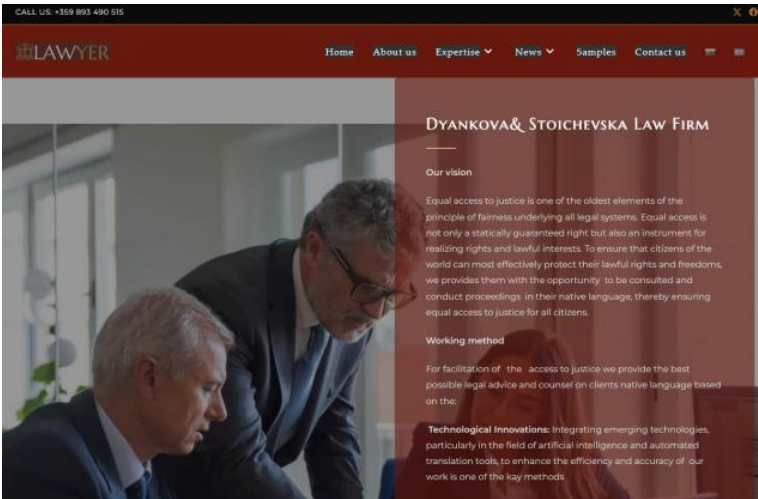 CALL US: +359 893 490 515
LAWYER
Home About us Expertise News Samples Contact us
Dyankova& Stoichevska Law Firm
Our vision
Equal access to justice is one of the oldest elements of the
principle of fairness underlying all legal systems. Equal access is
not only a statically guaranteed right but also an instrument for
realizing rights and lawful interests. To ensure that citizens of the
world can most effectively protect their lawful rights and freedoms,
we provides them with the opportunity to be consulted and
conduct proceedings in their native language, thereby ensuring
equal access to justice for all citizens.
Working method
For facilitation of the access to justice we provide the best
possible legal advice and counsel on clients native language based
on the:
Technological Innovations: Integrating emerging technologies,
particularly in the field of artificial intelligence and automated
translation tools, to enhance the efficiency and accuracy of our
work is one of the kay methods